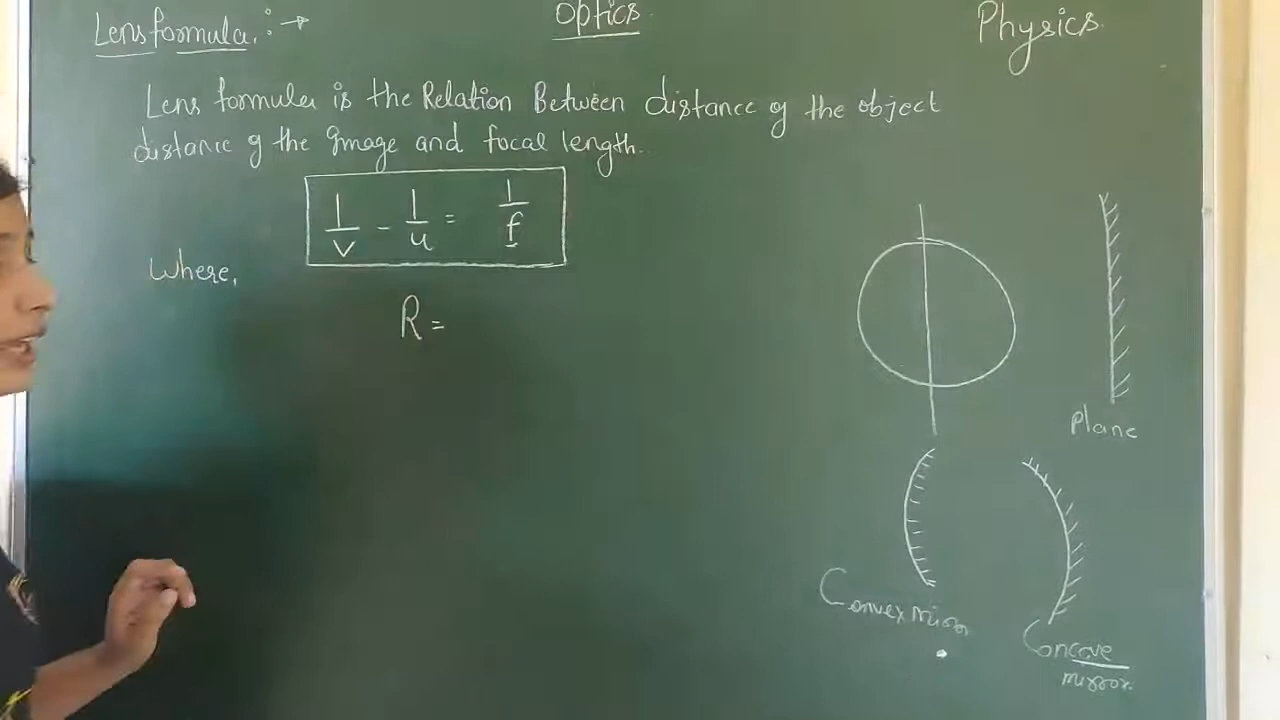 Lens formula :→
Optics
Physics
Lens formula is the Relation Between distance of the object
distance of the Image and focal length.
1/v - 1/u = 1/f
Where,
R =
Plane
Convex mirror
Concave
mirror.